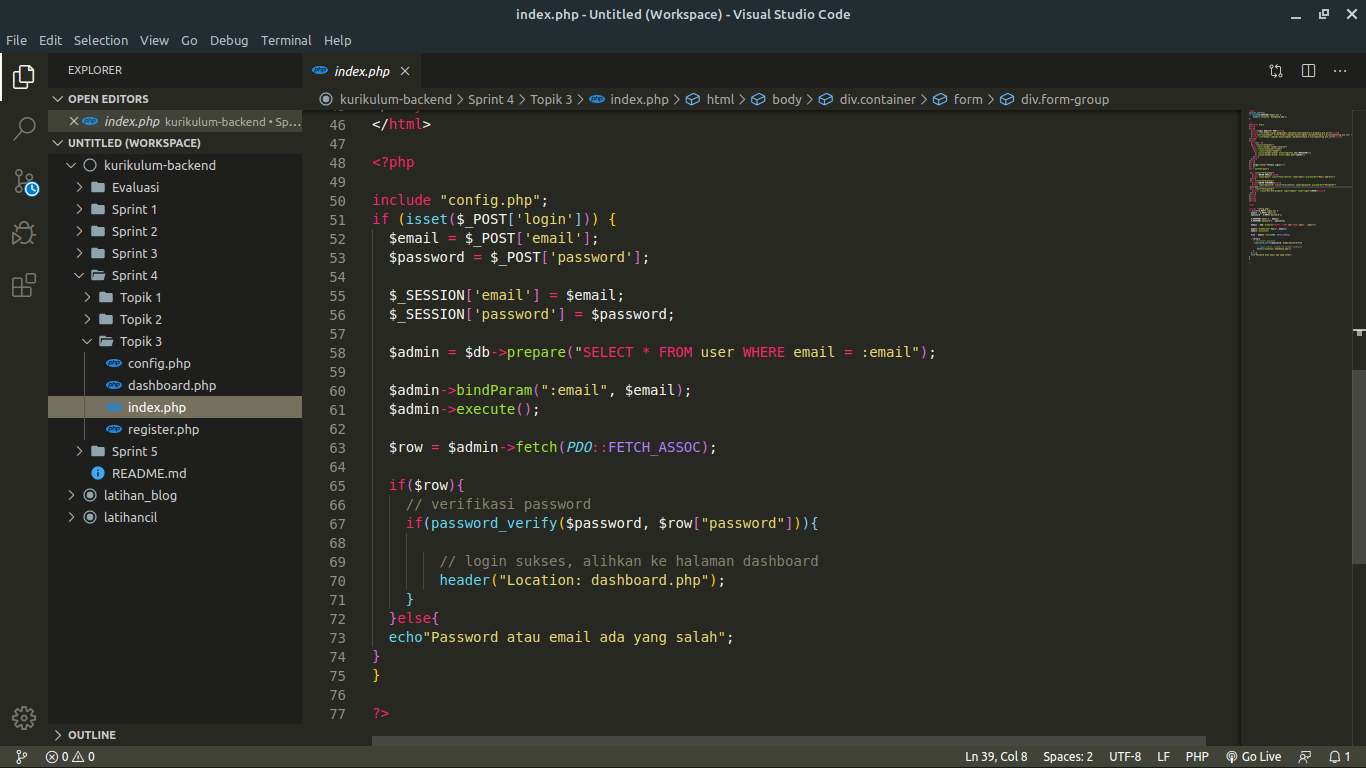 index.php - Untitled (Workspace) - Visual Studio Code
File Edit Selection View Go Debug Terminal Help
EXPLORER
OPEN EDITORS
index.php kurikulum-backend • Sp...
UNTITLED (WORKSPACE)
kurikulum-backend
Evaluasi
Sprint 1
Sprint 2
Sprint 3
Sprint 4
Topik 1
Topik 2
Topik 3
config.php
dashboard.php
index.php
register.php
Sprint 5
README.md
latihan_blog
latihancil
OUTLINE
index.php
kurikulum-backend > Sprint 4 > Topik 3 > index.php > html > body > div.container > form > div.form-group
46 </html>
47
48 <?php
49
50 include "config.php";
51 if (isset($_POST['login'])) {
52   $email = $_POST['email'];
53   $password = $_POST['password'];
54
55   $_SESSION['email'] = $email;
56   $_SESSION['password'] = $password;
57
58   $admin = $db->prepare("SELECT * FROM user WHERE email = :email");
59
60   $admin->bindParam(":email", $email);
61   $admin->execute();
62
63   $row = $admin->fetch(PDO::FETCH_ASSOC);
64
65   if($row){
66     // verifikasi password
67     if(password_verify($password, $row["password"])){
68
69         // login sukses, alihkan ke halaman dashboard
70         header("Location: dashboard.php");
71     }
72   }else{
73   echo"Password atau email ada yang salah";
74 }
75 }
76
77 ?>
0 0
Ln 39, Col 8 Spaces: 2 UTF-8 LF PHP Go Live 1